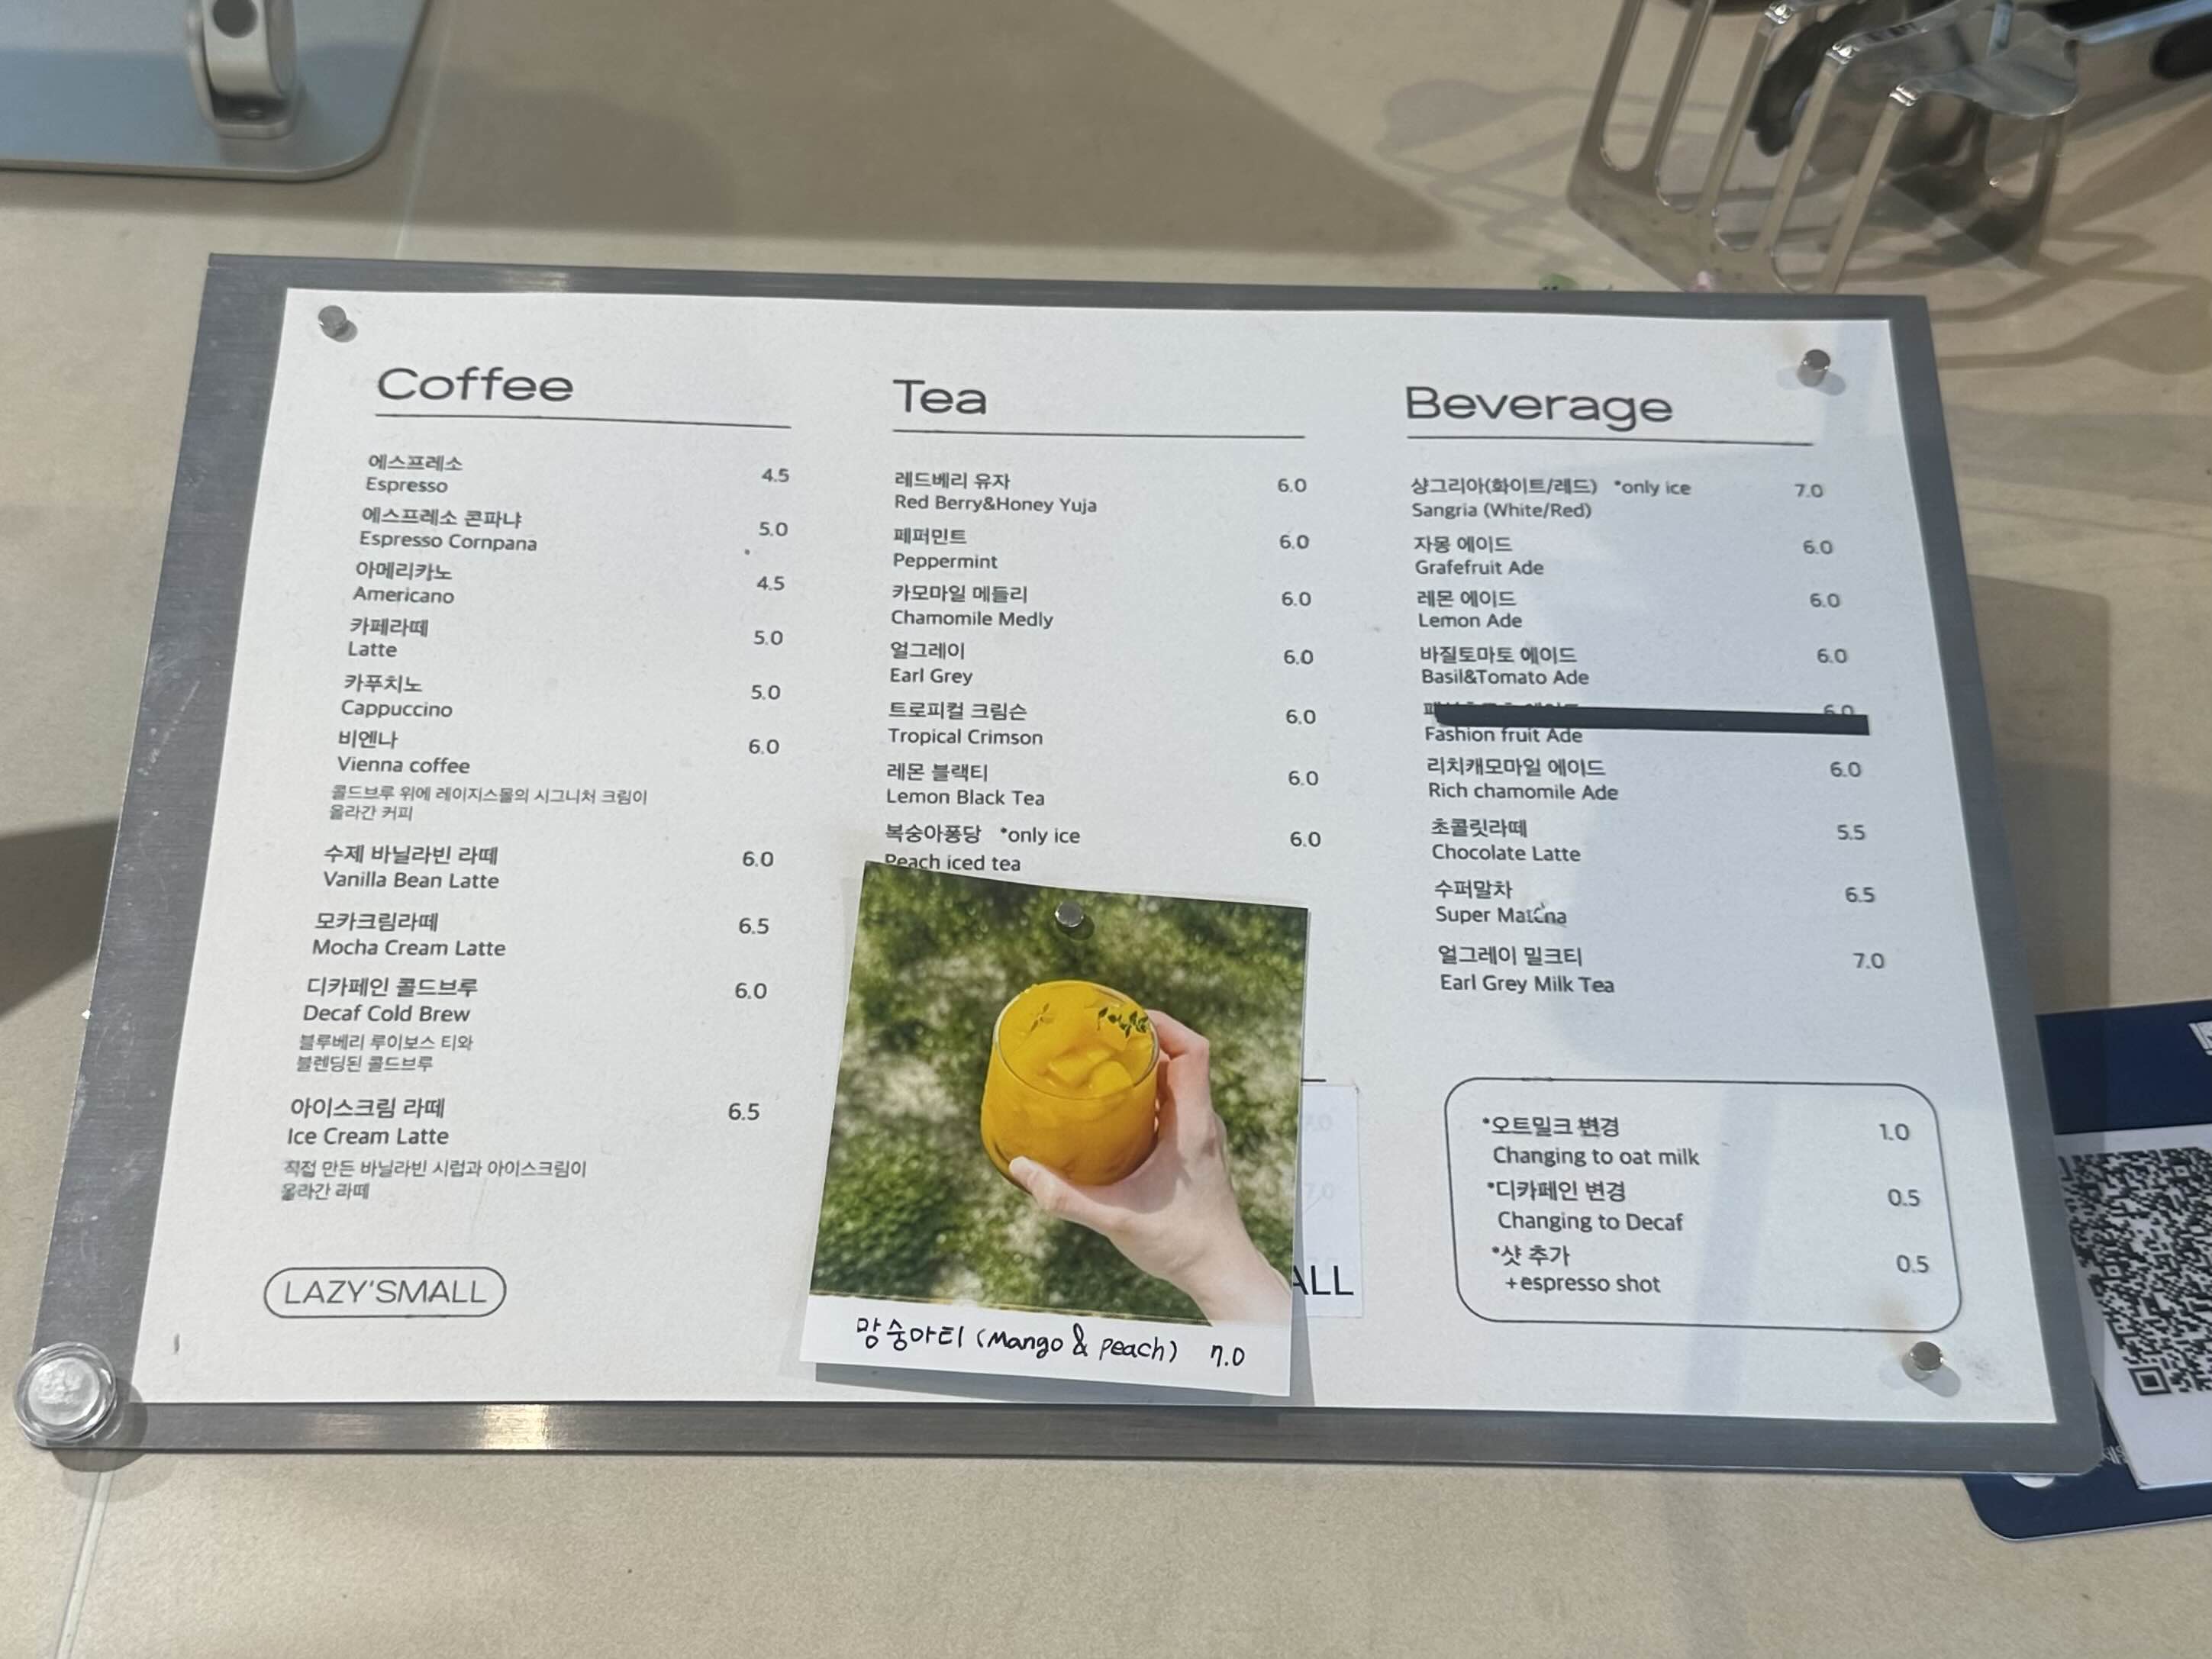 Coffee
에스프레소 4.5
Espresso
에스프레소 콘파냐 5.0
Espresso Cornpana
아메리카노 4.5
Americano
카페라떼 5.0
Latte
카푸치노 5.0
Cappuccino
비엔나 6.0
Vienna coffee
콜드브루 위에 레이지스몰의 시그니처 크림이
올라간 커피
수제 바닐라빈 라떼 6.0
Vanilla Bean Latte
모카크림라떼 6.5
Mocha Cream Latte
디카페인 콜드브루 6.0
Decaf Cold Brew
블루베리 루이보스 티와
블렌딩된 콜드브루
아이스크림 라떼 6.5
Ice Cream Latte
직접 만든 바닐라빈 시럽과 아이스크림이
올라간 라떼
LAZY'SMALL
Tea
레드베리 유자 6.0
Red Berry&Honey Yuja
페퍼민트 6.0
Peppermint
카모마일 메들리 6.0
Chamomile Medly
얼그레이 6.0
Earl Grey
트로피컬 크림슨 6.0
Tropical Crimson
레몬 블랙티 6.0
Lemon Black Tea
복숭아퐁당 *only ice 6.0
Peach iced tea
7.0
7.0
ALL
망숭아티 (Mango & peach) 7.0
Beverage
샹그리아(화이트/레드) *only ice 7.0
Sangria (White/Red)
자몽 에이드 6.0
Grafefruit Ade
레몬 에이드 6.0
Lemon Ade
바질토마토 에이드 6.0
Basil&Tomato Ade
6.0
Fashion fruit Ade
리치캐모마일 에이드 6.0
Rich chamomile Ade
초콜릿라떼 5.5
Chocolate Latte
수퍼말차 6.5
Super Matcha
얼그레이 밀크티 7.0
Earl Grey Milk Tea
*오트밀크 변경 1.0
Changing to oat milk
*디카페인 변경 0.5
Changing to Decaf
*샷 추가 0.5
+espresso shot